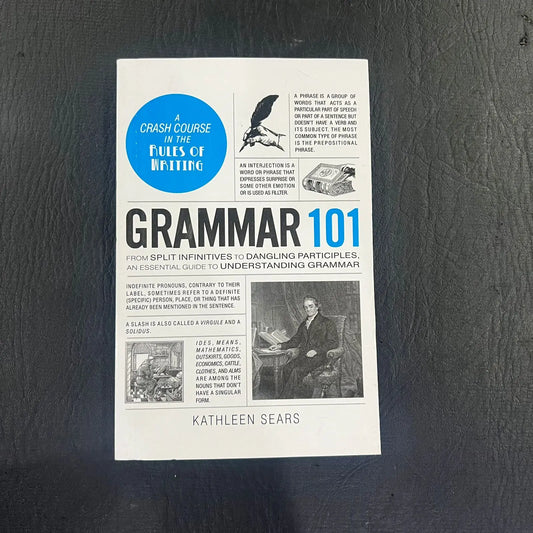 A
CRASH COURSE
IN THE
RULES OF
WRITING
A PHRASE IS A GROUP OF
WORDS THAT ACTS AS A
PARTICULAR PART OF SPEECH
OR PART OF A SENTENCE BUT
DOESN'T HAVE A VERB AND
ITS SUBJECT. THE MOST
COMMON TYPE OF PHRASE
IS THE PREPOSITIONAL
PHRASE.
AN INTERJECTION IS A
WORD OR PHRASE THAT
EXPRESSES SURPRISE OR
SOME OTHER EMOTION
OR IS USED AS FILLTER.
GRAMMAR 101
FROM SPLIT INFINITIVES TO DANGLING PARTICIPLES,
AN ESSENTIAL GUIDE TO UNDERSTANDING GRAMMAR
INDEFINITE PRONOUNS, CONTRARY TO THEIR
LABEL, SOMETIMES REFER TO A DEFINITE
(SPECIFIC) PERSON, PLACE, OR THING THAT HAS
ALREADY BEEN MENTIONED IN THE SENTENCE.
A SLASH IS ALSO CALLED A VIRGULE AND A
SOLIDUS.
IDES, MEANS,
MATHEMATICS,
OUTSKIRTS, GOODS,
ECONOMICS, CATTLE,
CLOTHES, AND ALMS
ARE AMONG THE
NOUNS THAT DON'T
HAVE A SINGULAR
FORM.
KATHLEEN SEARS